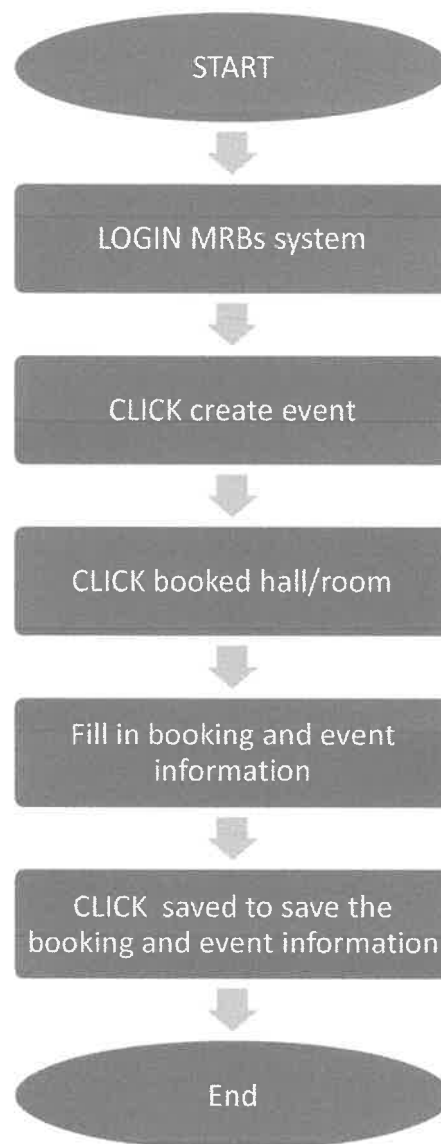 START
LOGIN MRBs system
CLICK create event
CLICK booked hall/room
Fill in booking and event
information
CLICK saved to save the
booking and event information
End